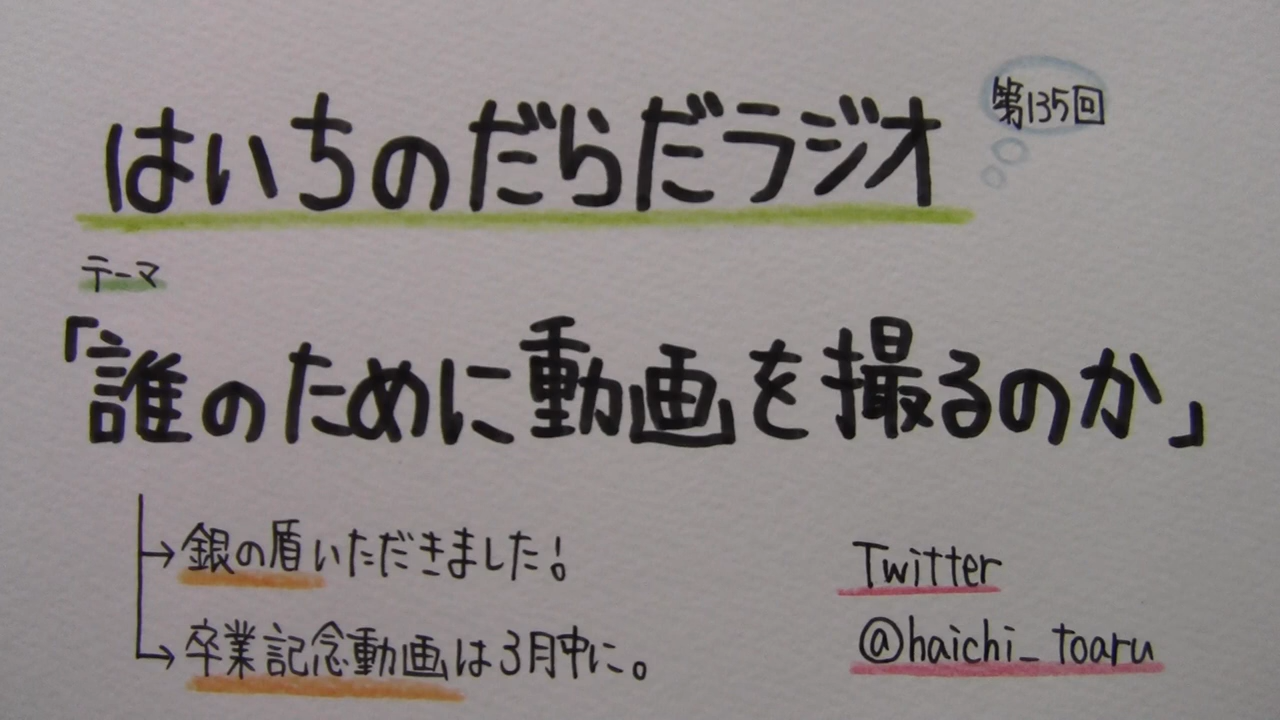 はいちのだらだラジオ
第135回
テーマ
「誰のために動画を撮るのか」
→銀の盾いただきました!
→卒業記念動画は3月中に。
Twitter
@haichi_toaru